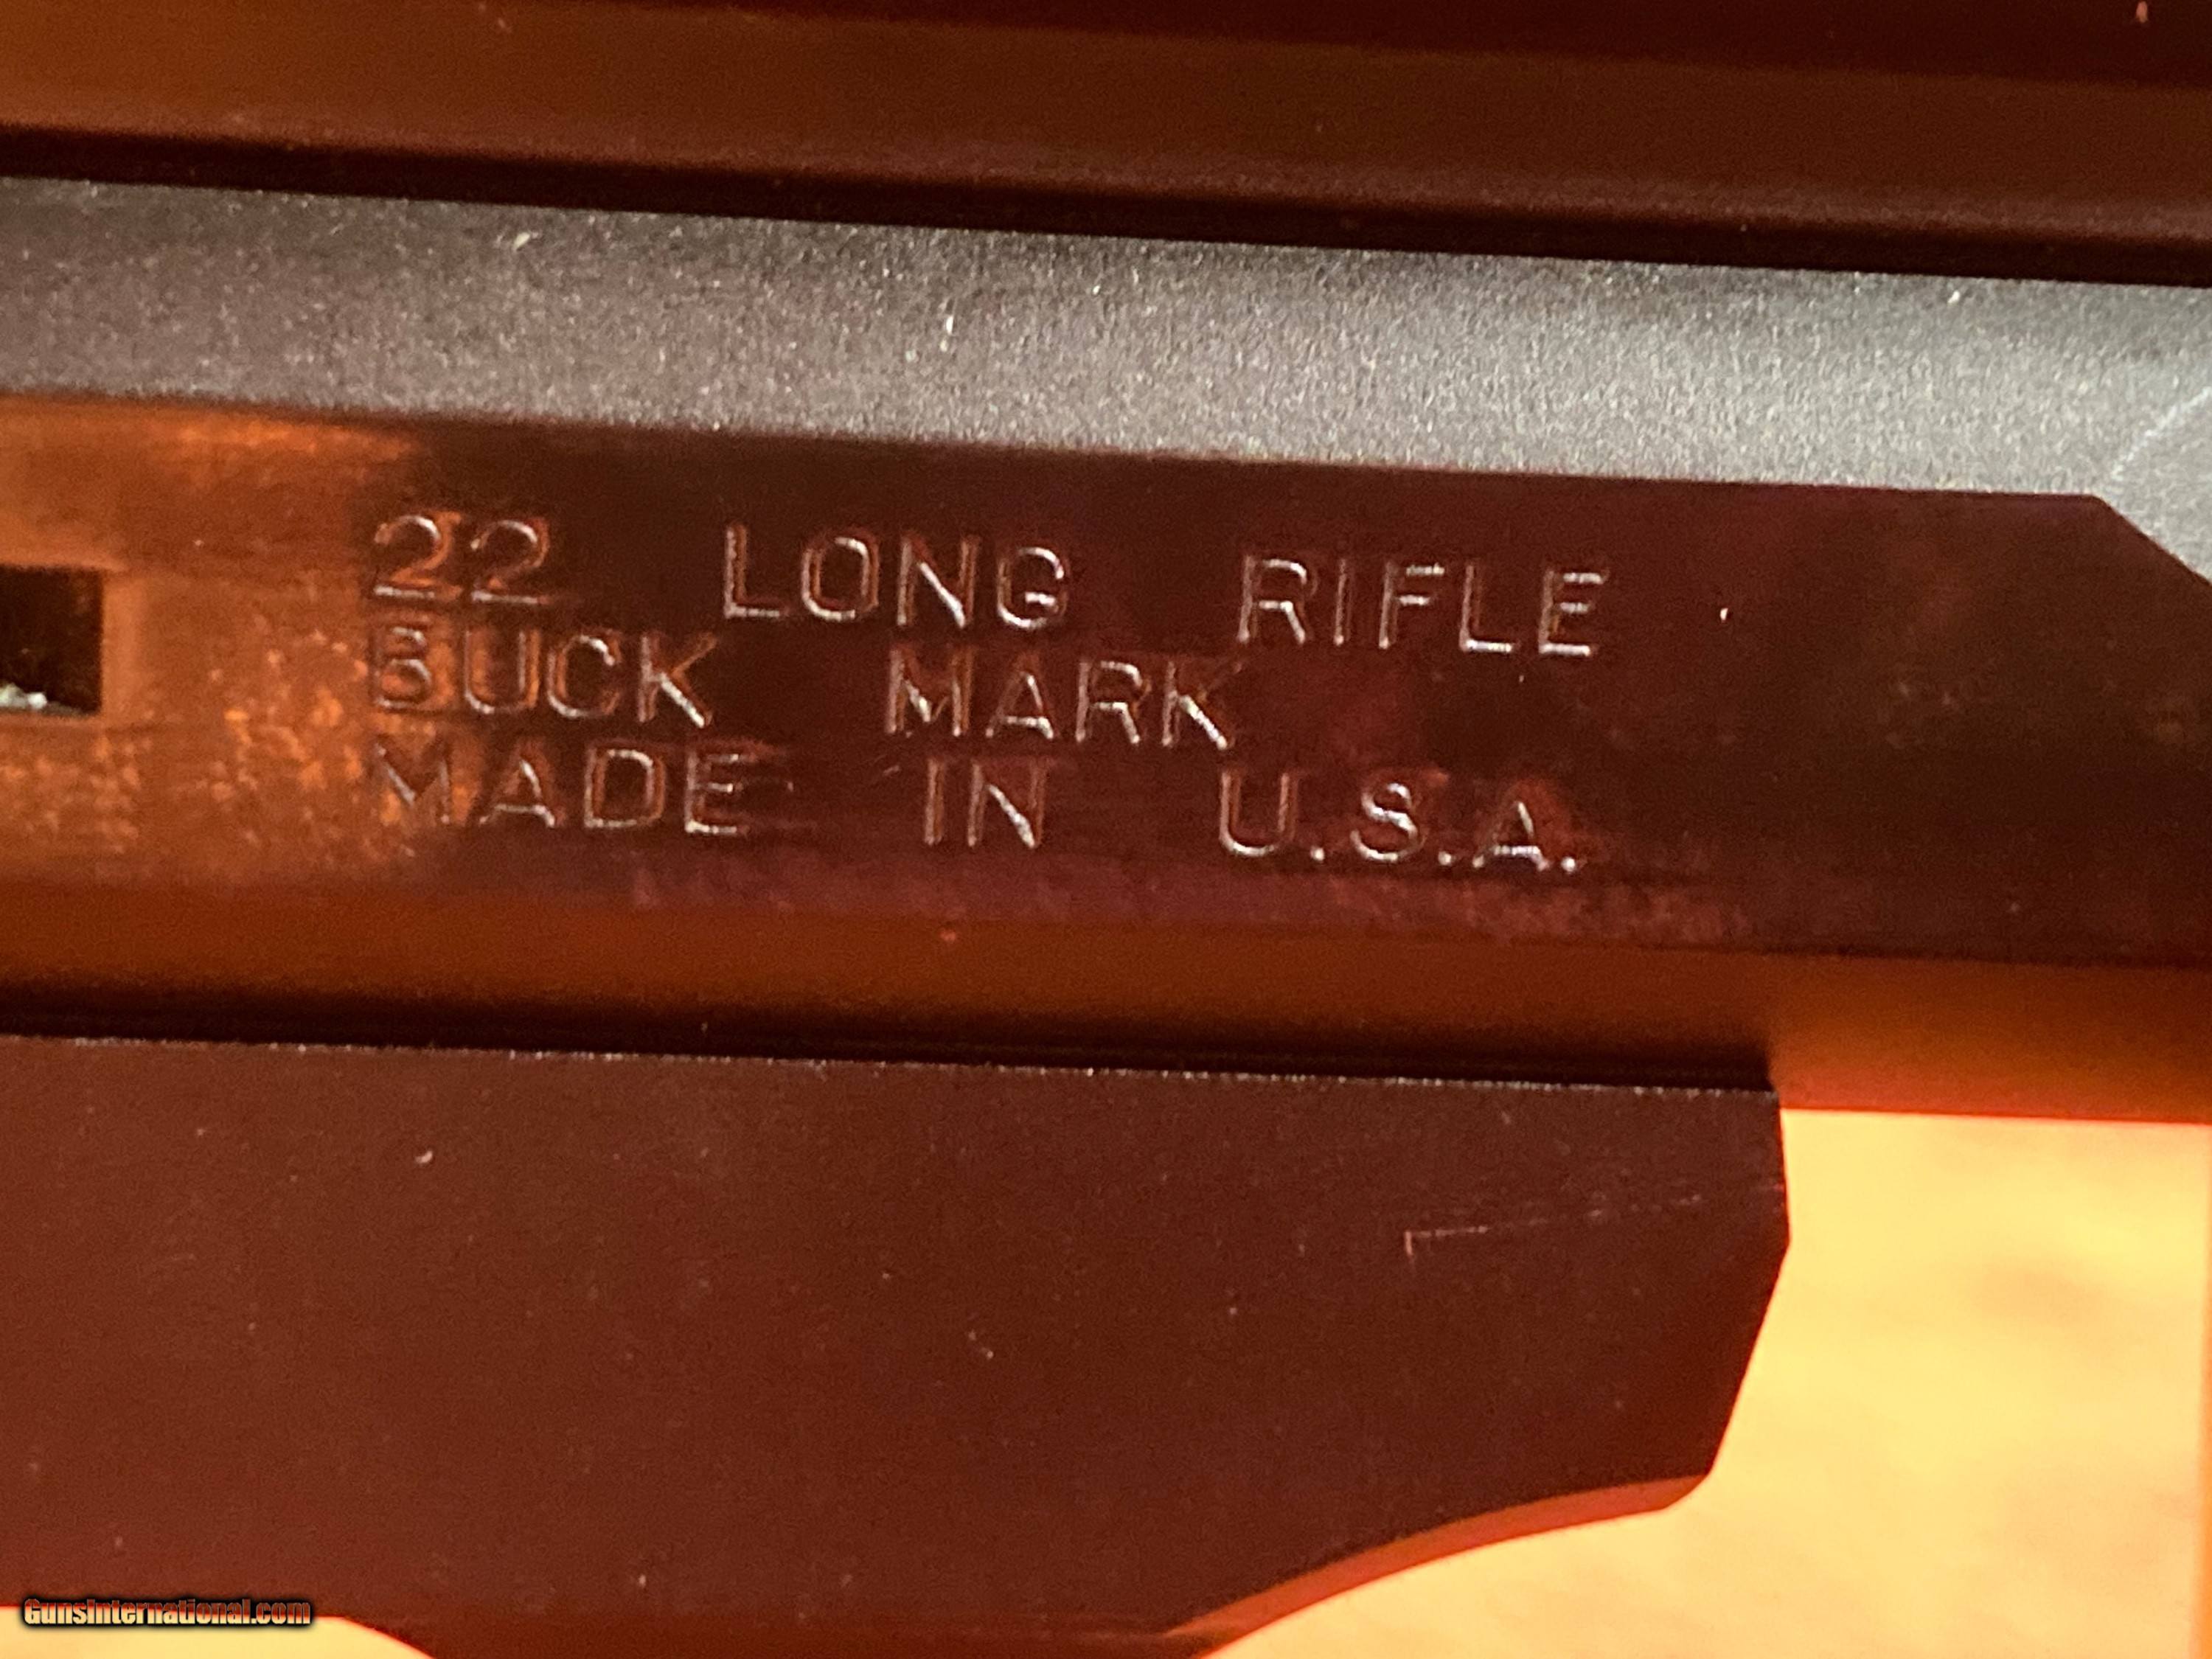 22 LONG RIFLE
BUCK MARK
MADE IN U.S.A.
GunsInternational.com